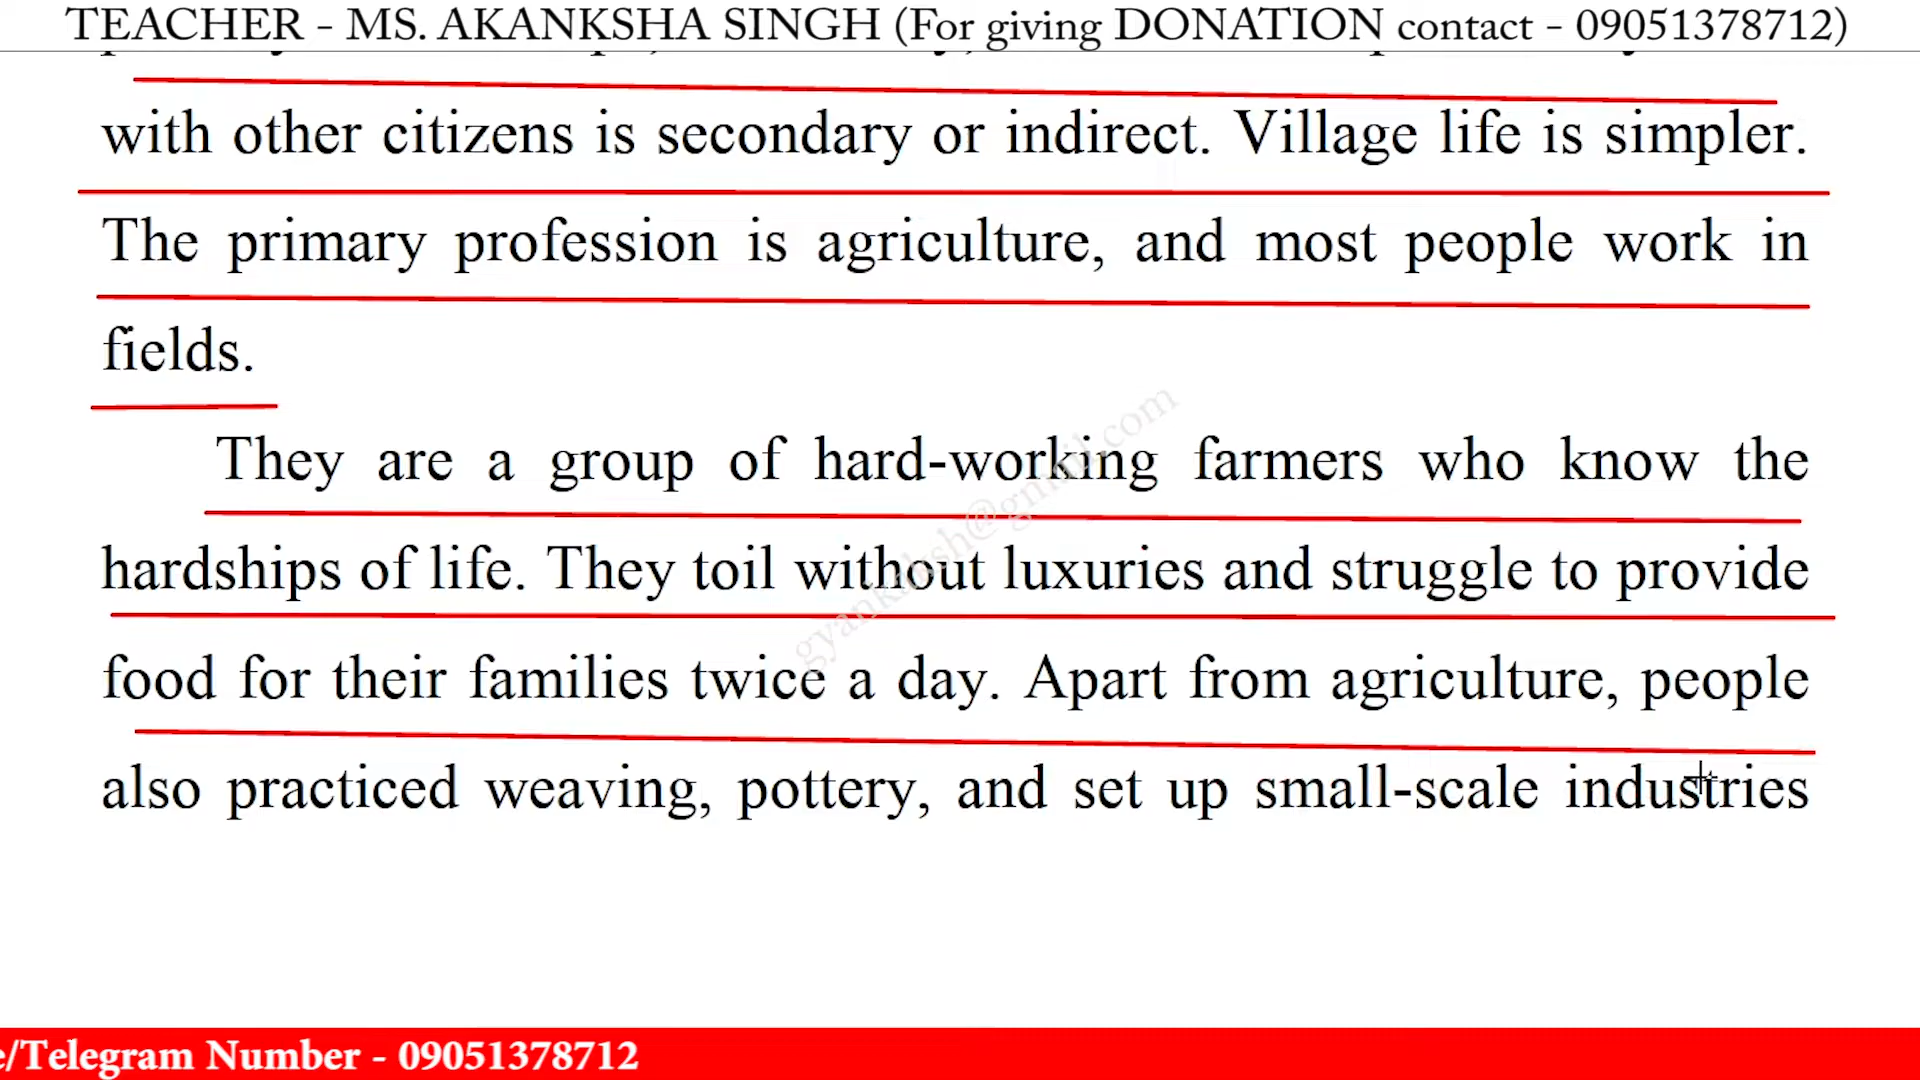 TEACHER - MS. AKANKSHA SINGH (For giving DONATION contact - 09051378712)
with other citizens is secondary or indirect. Village life is simpler.
The primary profession is agriculture, and most people work in
fields.
They are a group of hard-working farmers who know the
hardships of life. They toil without luxuries and struggle to provide
food for their families twice a day. Apart from agriculture, people
also practiced weaving, pottery, and set up small-scale industries
gyankaksh@gmail.com
/Telegram Number - 09051378712